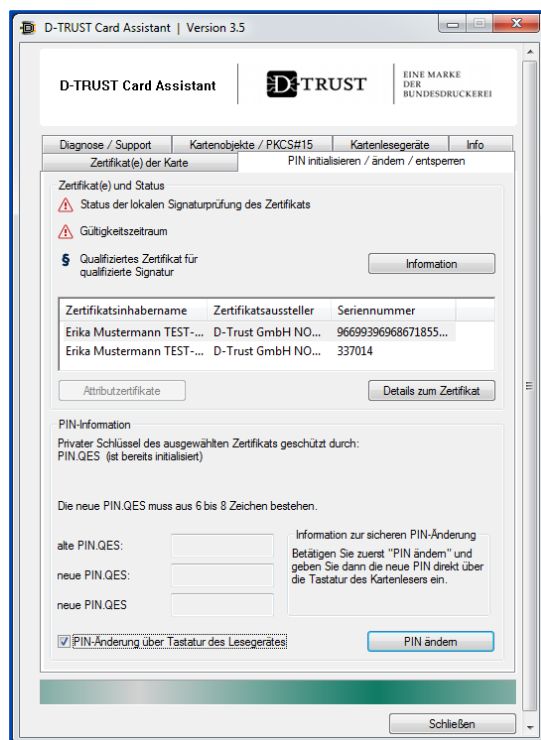 D-TRUST Card Assistant | Version 3.5
D-TRUST Card Assistant
D-TRUST
EINE MARKE
DER
BUNDESDRUCKEREI
Diagnose / Support
Kartenobjekte / PKCS#15
Kartenlesegeräte
Info
Zertifikat(e) der Karte
PIN initialisieren / ändern / entsperren
Zertifikat(e) und Status
Status der lokalen Signaturprüfung des Zertifikats
Gültigkeitszeitraum
§ Qualifiziertes Zertifikat für
qualifizierte Signatur
Information
Zertifikatsinhabername Zertifikatsaussteller Seriennummer
Erika Mustermann TEST-... D-Trust GmbH NO... 96699396968671855...
Erika Mustermann TEST-... D-Trust GmbH NO... 337014
Attributzertifikate
Details zum Zertifikat
PIN-Information
Privater Schlüssel des ausgewählten Zertifikats geschützt durch:
PIN.QES (ist bereits initialisiert)
Die neue PIN.QES muss aus 6 bis 8 Zeichen bestehen.
alte PIN.QES:
neue PIN.QES:
neue PIN.QES
Information zur sicheren PIN-Änderung
Betätigen Sie zuerst "PIN ändern" und
geben Sie dann die neue PIN direkt über
die Tastatur des Kartenlesers ein.
PIN-Änderung über Tastatur des Lesegerätes
PIN ändern
Schließen